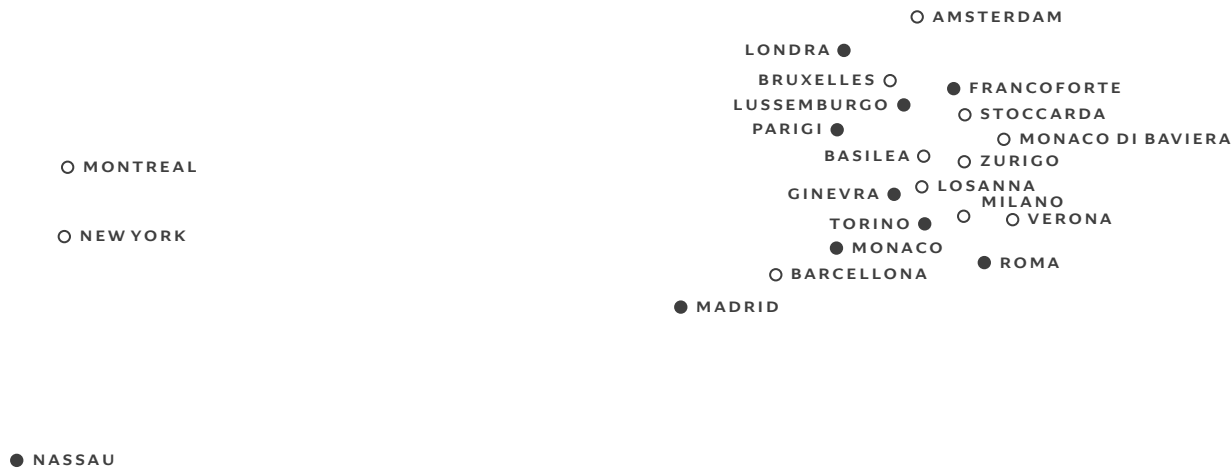 AMSTERDAM
LONDRA
BRUXELLES
FRANCOFORTE
LUSSEMBURGO
STOCCARDA
PARIGI
MONACO DI BAVIERA
BASILEA
ZURIGO
MONTREAL
LOSANNA
GINEVRA
MILANO
VERONA
TORINO
NEW YORK
MONACO
ROMA
BARCELLONA
MADRID
NASSAU